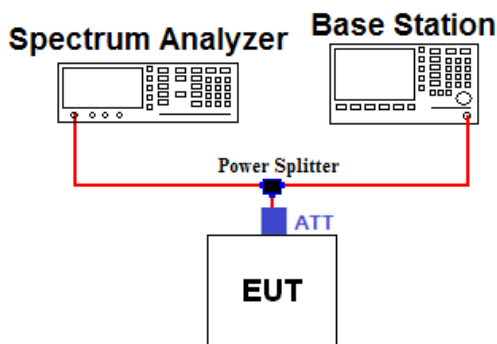 Spectrum Analyzer
Base Station
Power Splitter
ATT
EUT